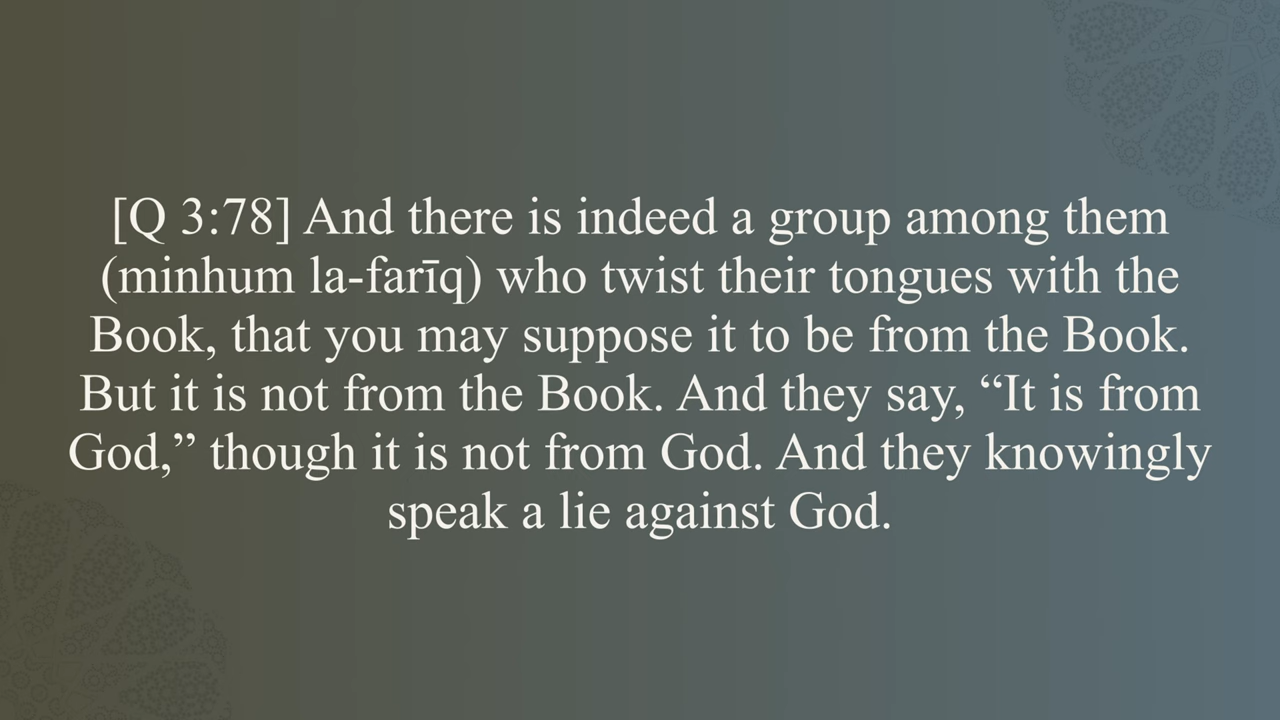 [Q 3:78] And there is indeed a group among them
(minhum la-farīq) who twist their tongues with the
Book, that you may suppose it to be from the Book.
But it is not from the Book. And they say, “It is from
God,” though it is not from God. And they knowingly
speak a lie against God.